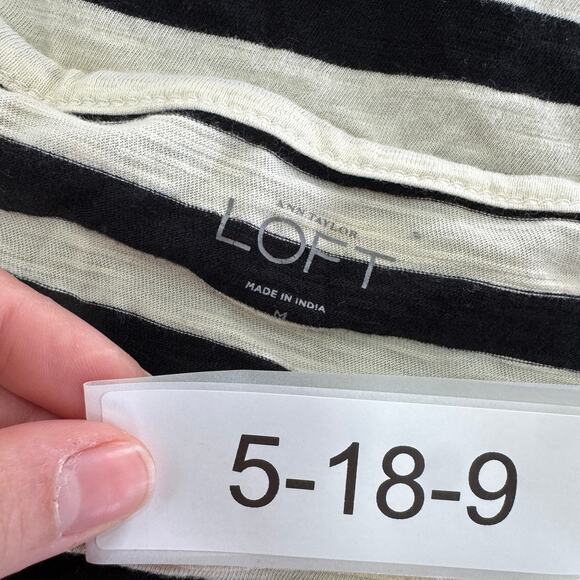 ANN TAYLOR
LOFT
MADE IN INDIA
M
5-18-9